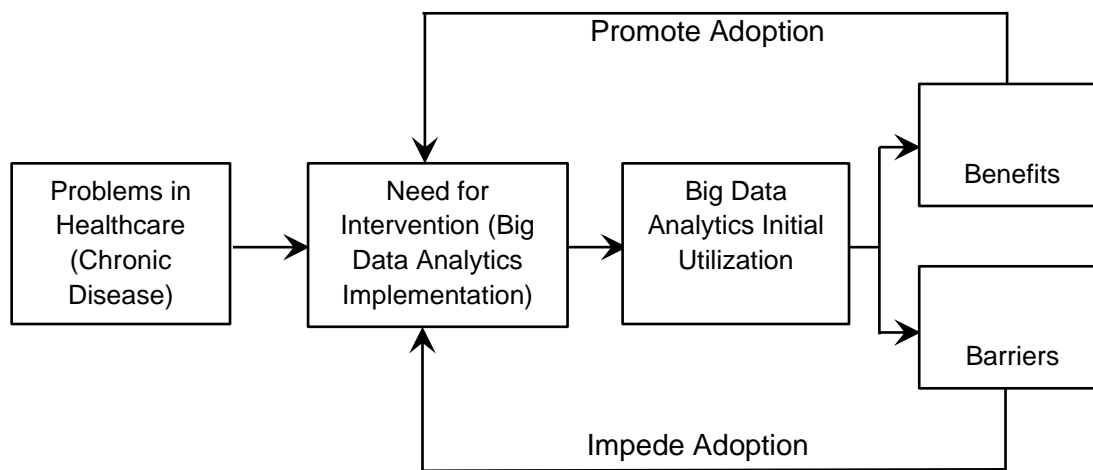 Promote Adoption
Problems in
Healthcare
(Chronic
Disease)
Need for
Intervention (Big
Data Analytics
Implementation)
Big Data
Analytics Initial
Utilization
Benefits
Barriers
Impede Adoption